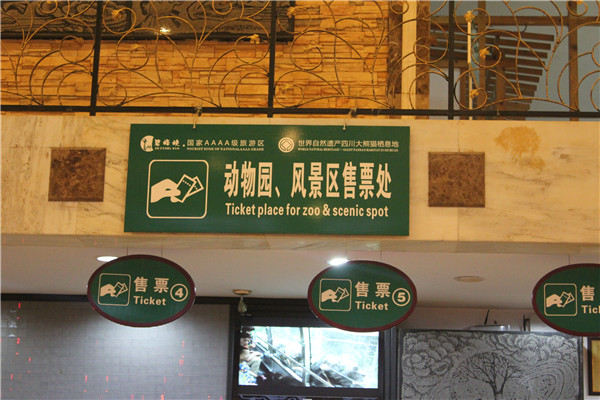 碧峰峡 · 国家AAAA级旅游区
世界自然遗产四川大熊猫栖息地
动物园、风景区售票处
Ticket place for zoo & scenic spot
售票 ④
Ticket
售票 ⑤
Ticket
售
Ticke